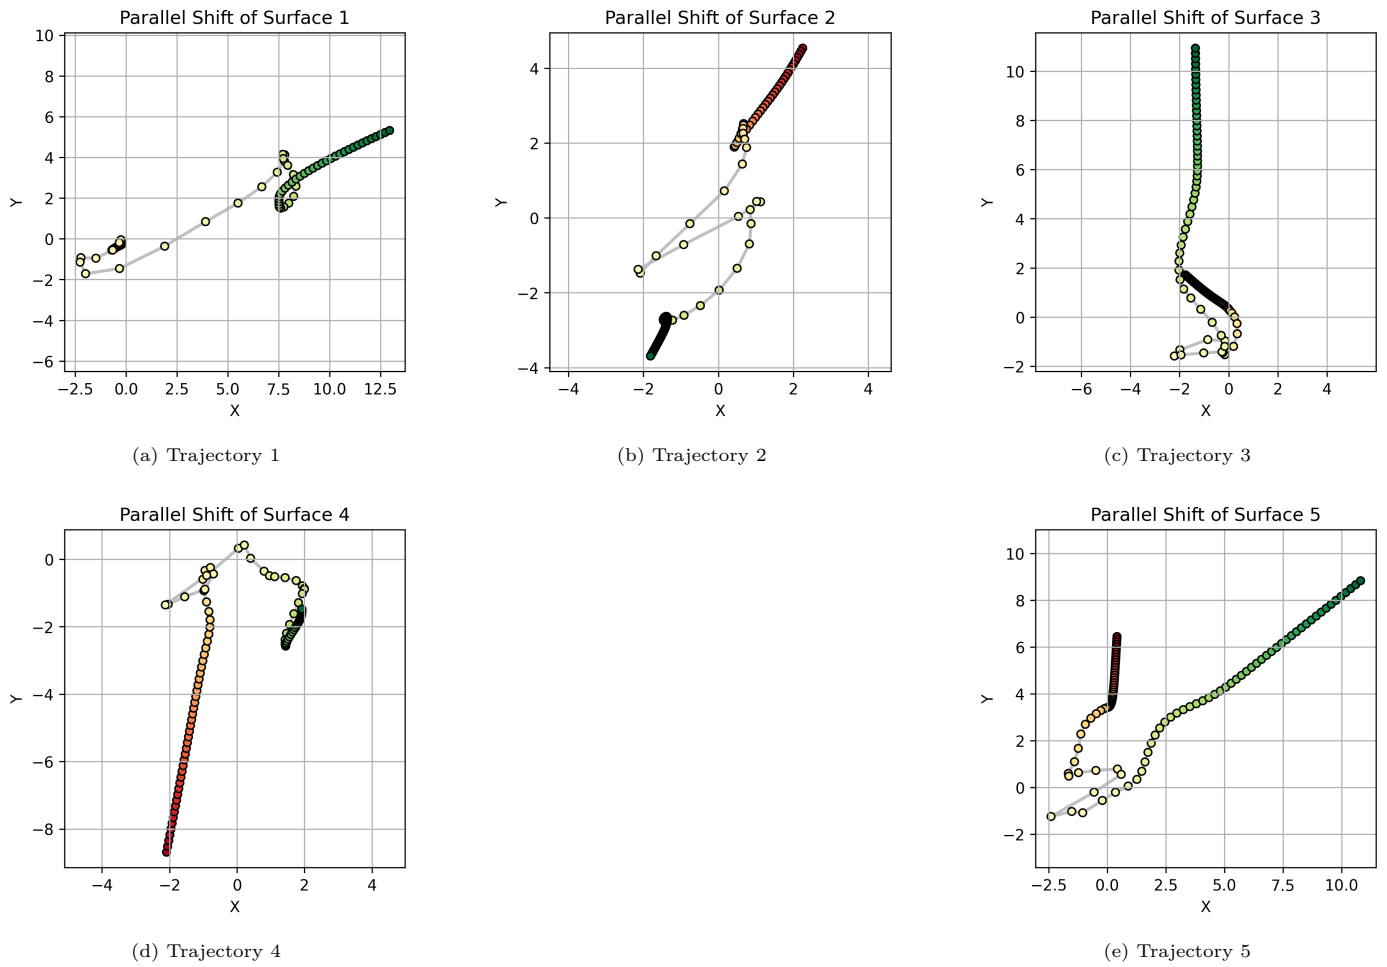 Parallel Shift of Surface 1
10
8
6
4
2
0
−2
−4
−6
Y
−2.5 0.0 2.5 5.0 7.5 10.0 12.5
X
(a) Trajectory 1
Parallel Shift of Surface 2
4
2
0
−2
−4
Y
−4 −2 0 2 4
X
(b) Trajectory 2
Parallel Shift of Surface 3
10
8
6
4
2
0
−2
Y
−6 −4 −2 0 2 4
X
(c) Trajectory 3
Parallel Shift of Surface 4
0
−2
−4
−6
−8
Y
−4 −2 0 2 4
X
(d) Trajectory 4
Parallel Shift of Surface 5
10
8
6
4
2
0
−2
Y
−2.5 0.0 2.5 5.0 7.5 10.0
X
(e) Trajectory 5